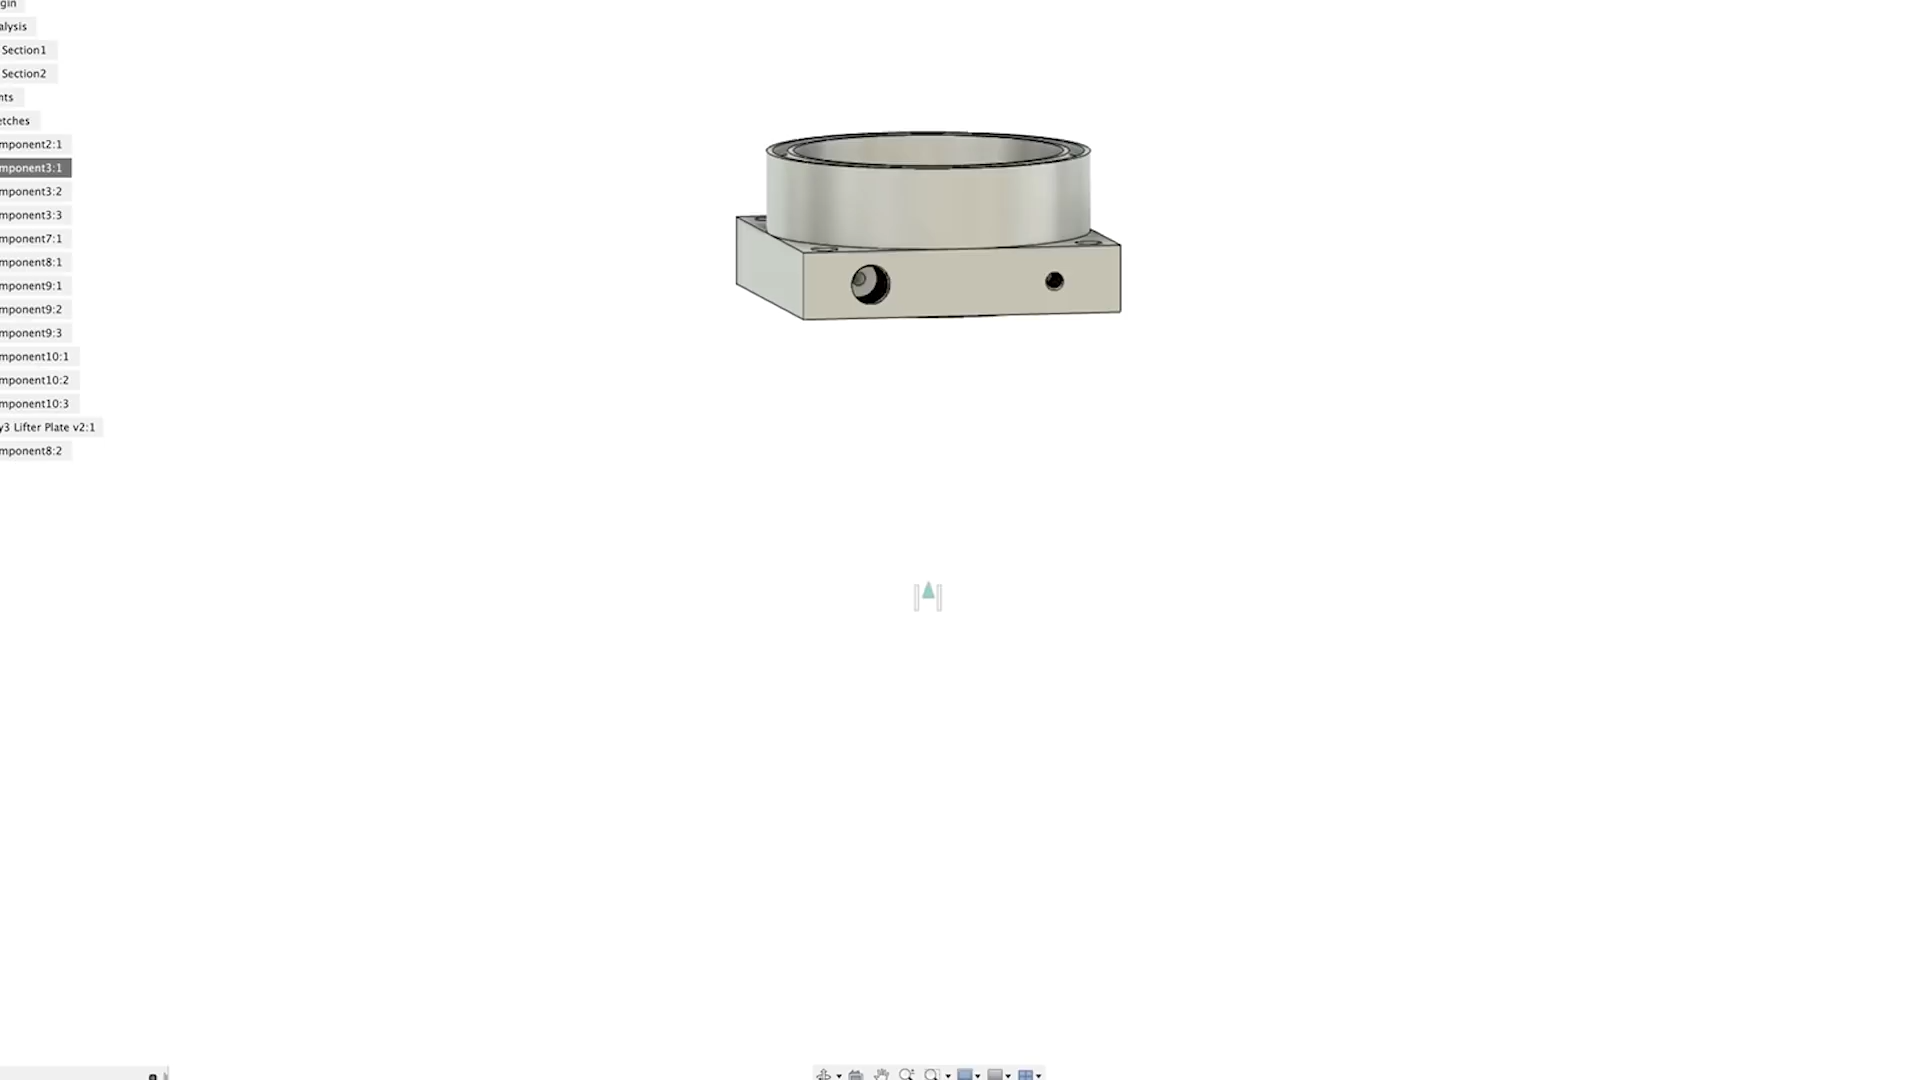 gin
alysis
Section1
Section2
nts
etches
mponent2:1
mponent3:1
mponent3:2
mponent3:3
mponent7:1
mponent8:1
mponent9:1
mponent9:2
mponent9:3
mponent10:1
mponent10:2
mponent10:3
y3 Lifter Plate v2:1
mponent8:2